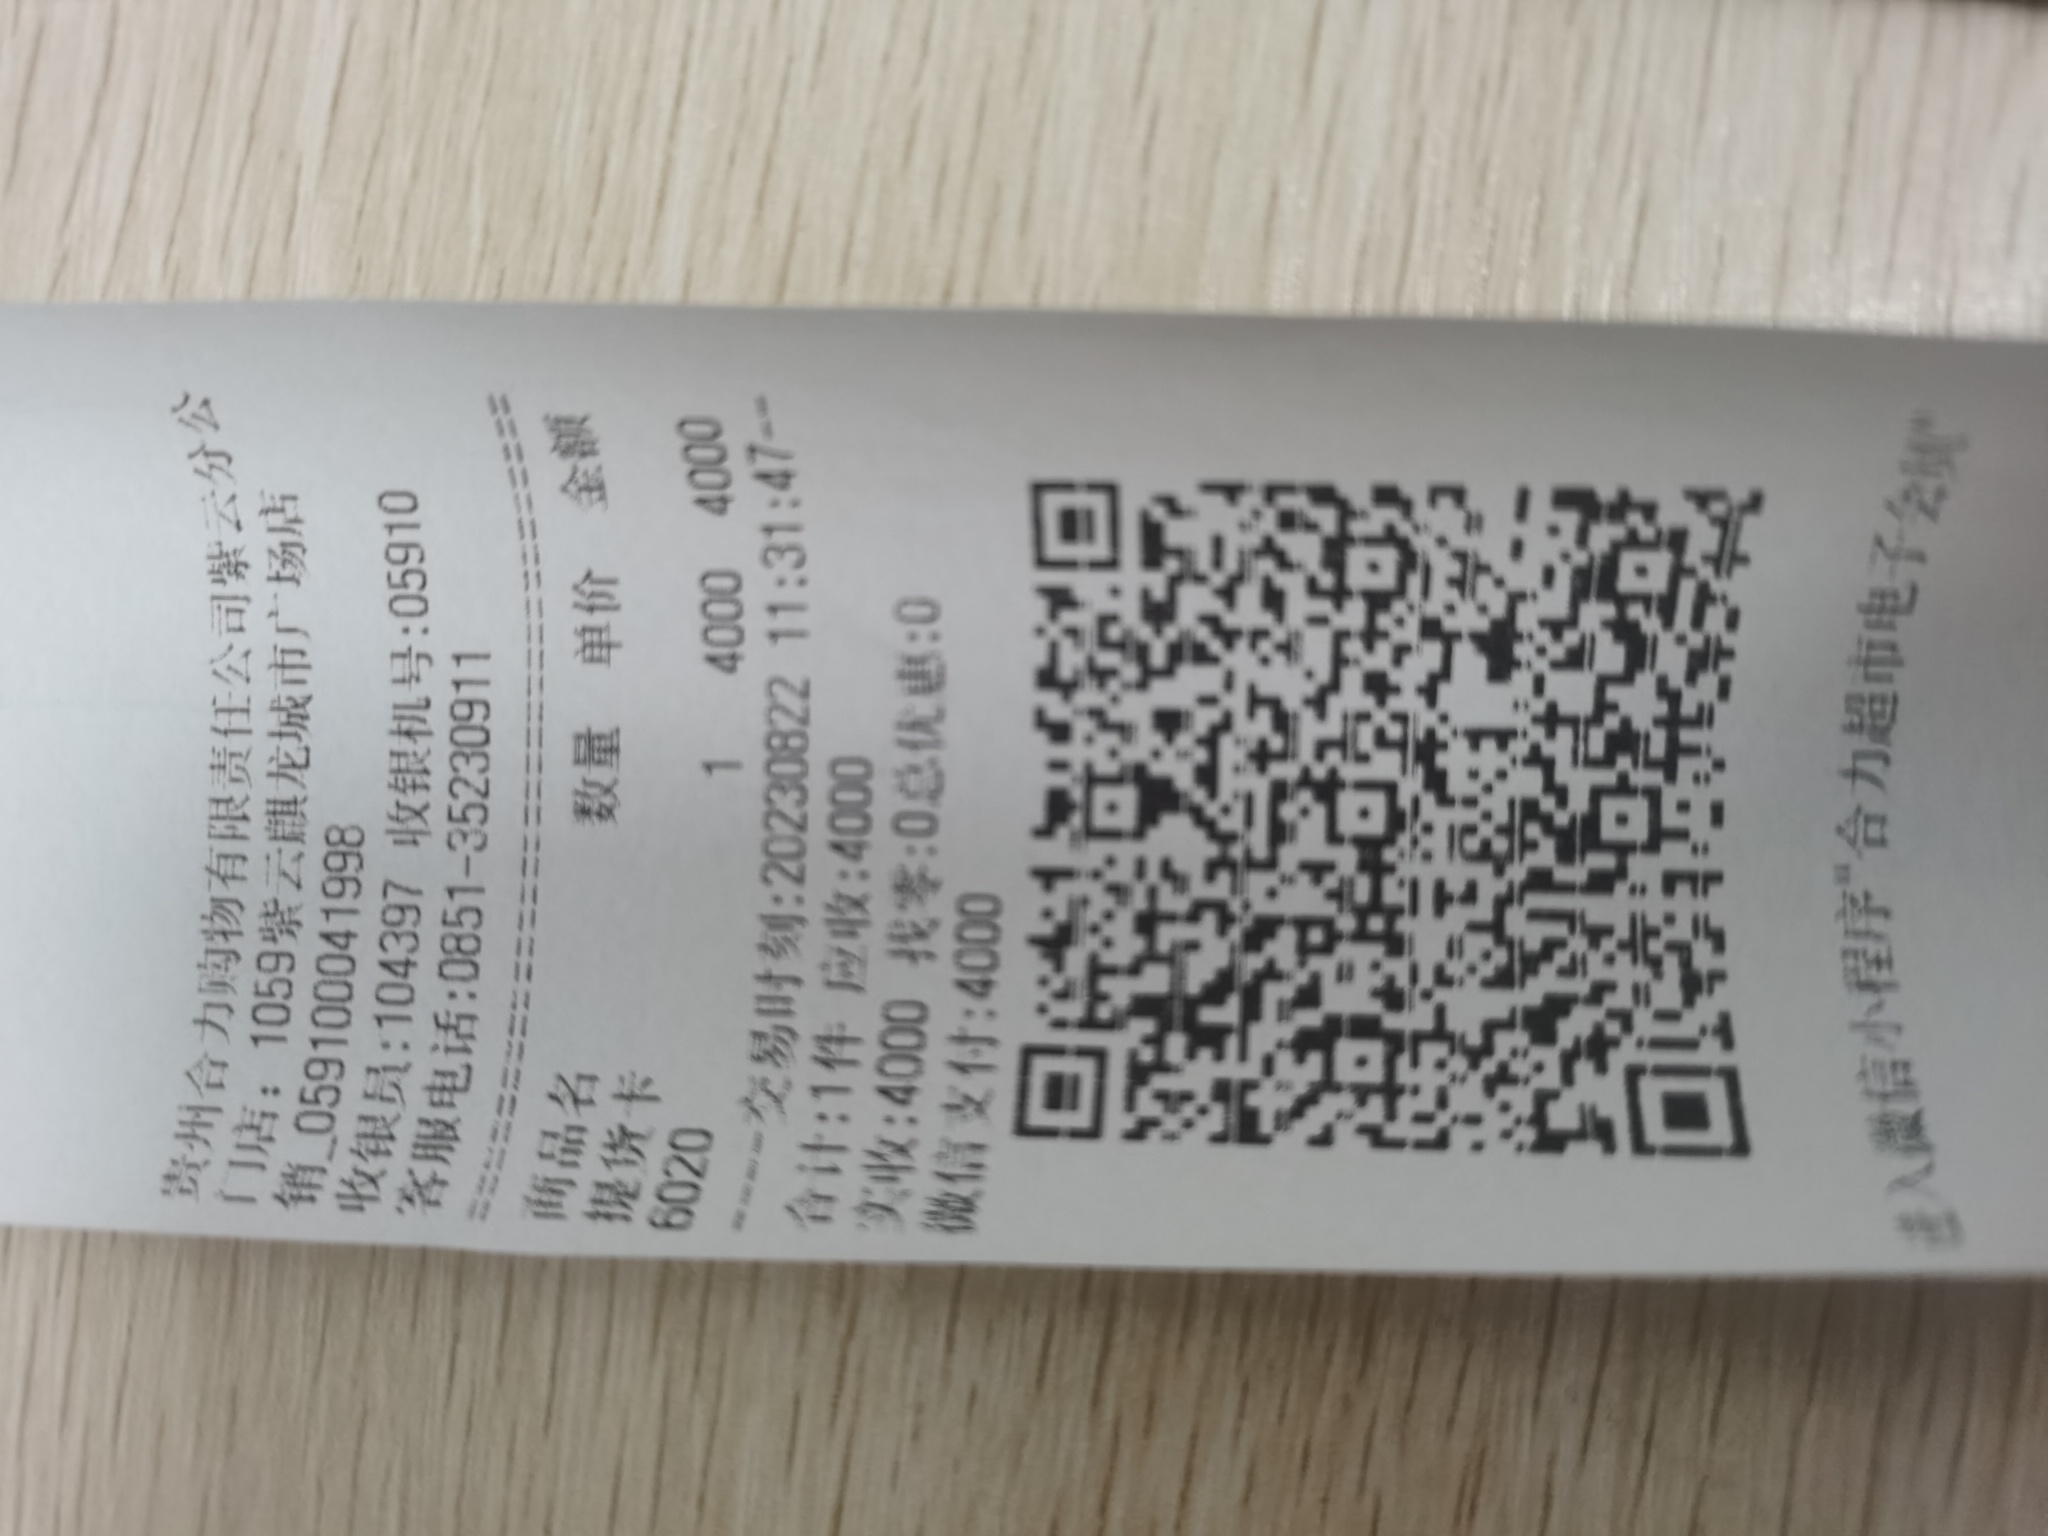 贵州合力购物有限责任公司紫云分公
门店: 1059紫云麒龙城市广场店
销_0591000041998
收银员:104397 收银机号:05910
客服电话:0851-35230911
商品名 数量 单价 金额
提货卡
6020 1 4000 4000
----交易时刻:20230822 11:31:47--
合计:1件 应收:4000
实收:4000 找零:0总优惠:0
微信支付:4000
进入微信小程序“合力超市电子会员”